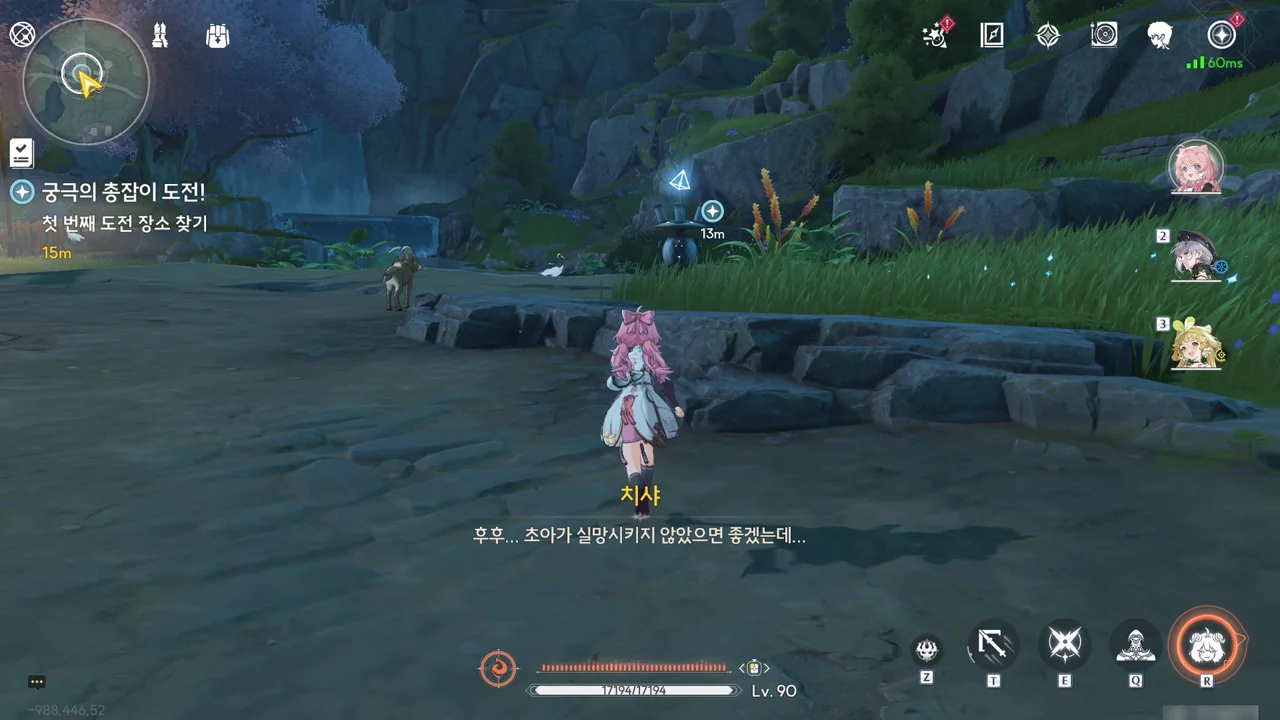 60ms
궁극의 총잡이 도전!
첫 번째 도전 장소 찾기
15m
13m
2
3
치샤
후후... 초아가 실망시키지 않았으면 좋겠는데...
17194/17194
Lv. 90
Z
T
E
Q
R
-988,446,52